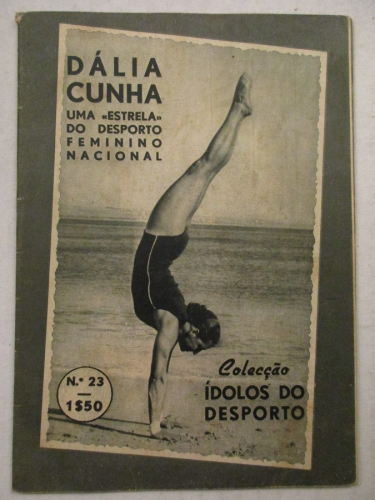 DÁLIA
CUNHA
UMA «ESTRELA»
DO DESPORTO
FEMININO
NACIONAL
Colecção
ÍDOLOS DO
DESPORTO
N.º 23
1$50